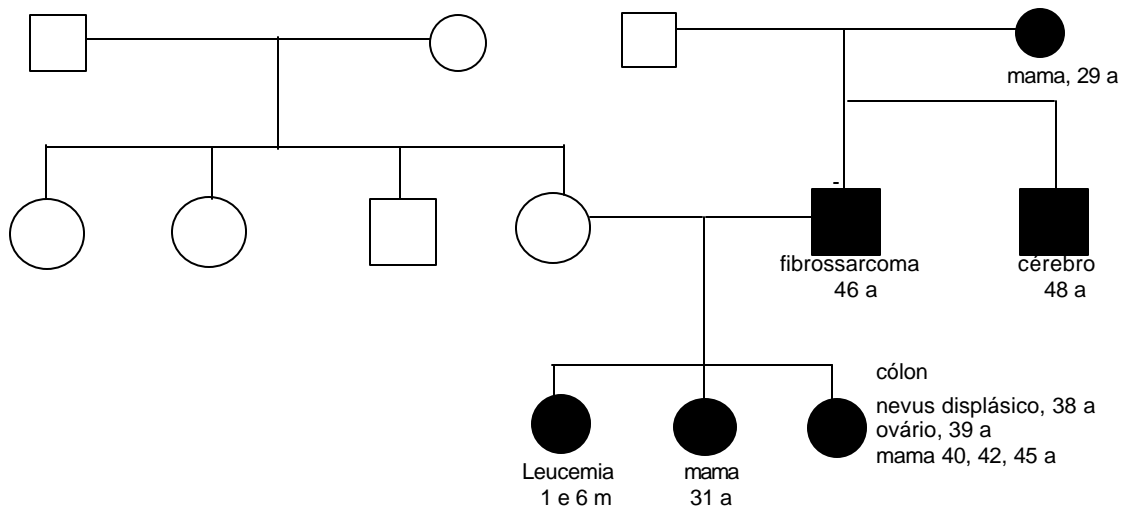 mama, 29 a
fibrossarcoma
46 a
cérebro
48 a
cólon
nevus displásico, 38 a
ovário, 39 a
mama 40, 42, 45 a
Leucemia
1 e 6 m
mama
31 a